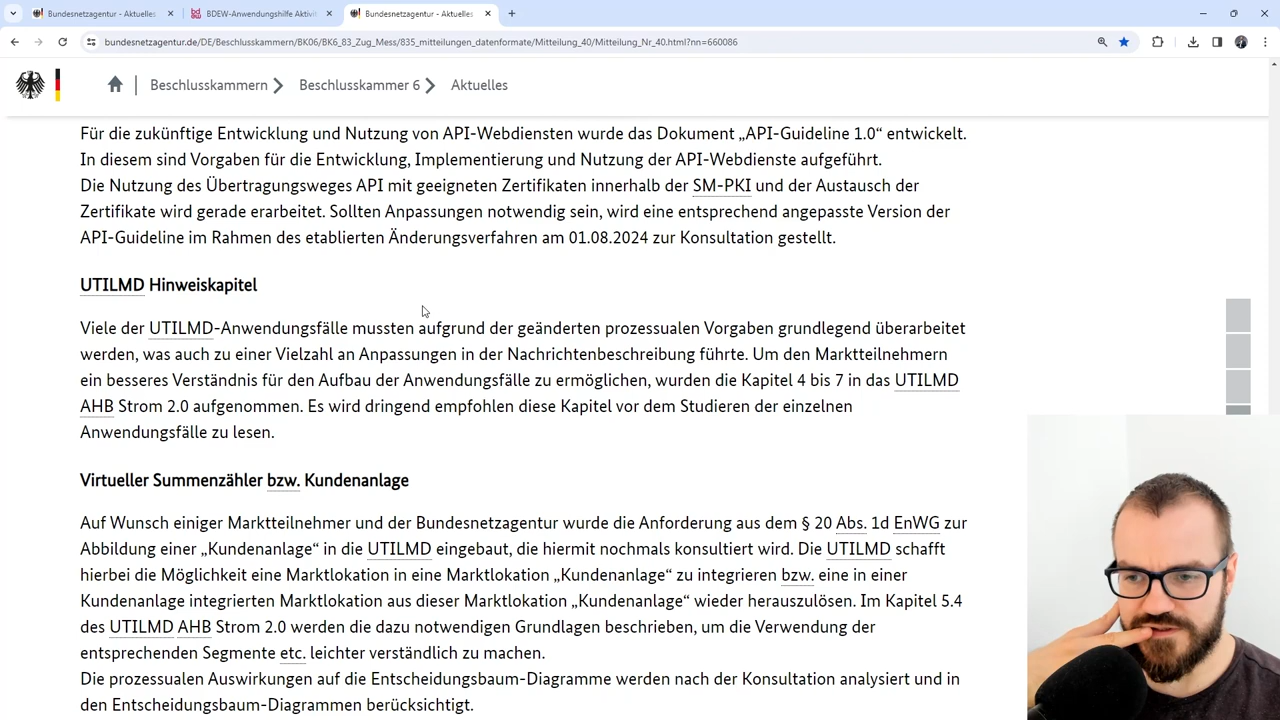 Bundesnetzagentur - Aktuelles
BDEW-Anwendungshilfe Aktivi
Bundesnetzagentur - Aktuelles
bundesnetzagentur.de/DE/Beschlusskammern/BK06/BK6_83_Zug_Mess/835_mitteilungen_datenformate/Mitteilung_40/Mitteilung_Nr_40.html?nn=660086
Beschlusskammern
Beschlusskammer 6
Aktuelles
Für die zukünftige Entwicklung und Nutzung von API-Webdiensten wurde das Dokument „API-Guideline 1.0“ entwickelt.
In diesem sind Vorgaben für die Entwicklung, Implementierung und Nutzung der API-Webdienste aufgeführt.
Die Nutzung des Übertragungsweges API mit geeigneten Zertifikaten innerhalb der SM-PKI und der Austausch der
Zertifikate wird gerade erarbeitet. Sollten Anpassungen notwendig sein, wird eine entsprechend angepasste Version der
API-Guideline im Rahmen des etablierten Änderungsverfahren am 01.08.2024 zur Konsultation gestellt.
UTILMD Hinweiskapitel
Viele der UTILMD-Anwendungsfälle mussten aufgrund der geänderten prozessualen Vorgaben grundlegend überarbeitet
werden, was auch zu einer Vielzahl an Anpassungen in der Nachrichtenbeschreibung führte. Um den Marktteilnehmern
ein besseres Verständnis für den Aufbau der Anwendungsfälle zu ermöglichen, wurden die Kapitel 4 bis 7 in das UTILMD
AHB Strom 2.0 aufgenommen. Es wird dringend empfohlen diese Kapitel vor dem Studieren der einzelnen
Anwendungsfälle zu lesen.
Virtueller Summenzähler bzw. Kundenanlage
Auf Wunsch einiger Marktteilnehmer und der Bundesnetzagentur wurde die Anforderung aus dem § 20 Abs. 1d EnWG zur
Abbildung einer „Kundenanlage“ in die UTILMD eingebaut, die hiermit nochmals konsultiert wird. Die UTILMD schafft
hierbei die Möglichkeit eine Marktlokation in eine Marktlokation „Kundenanlage“ zu integrieren bzw. eine in einer
Kundenanlage integrierten Marktlokation aus dieser Marktlokation „Kundenanlage“ wieder herauszulösen. Im Kapitel 5.4
des UTILMD AHB Strom 2.0 werden die dazu notwendigen Grundlagen beschrieben, um die Verwendung der
entsprechenden Segmente etc. leichter verständlich zu machen.
Die prozessualen Auswirkungen auf die Entscheidungsbaum-Diagramme werden nach der Konsultation analysiert und in
den Entscheidungsbaum-Diagrammen berücksichtigt.